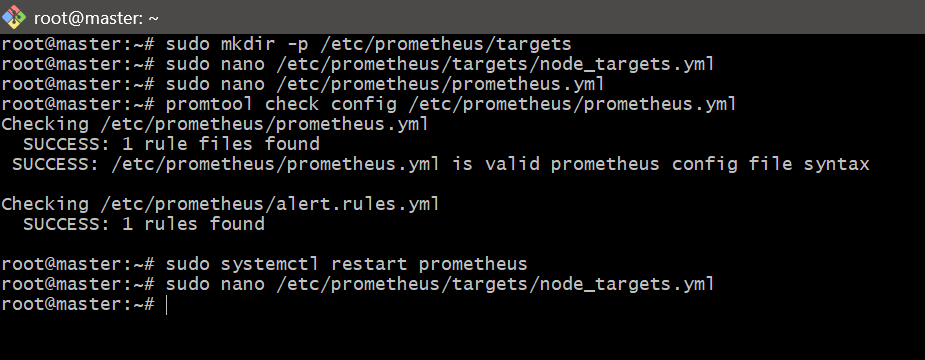 root@master: ~
root@master:~# sudo mkdir -p /etc/prometheus/targets
root@master:~# sudo nano /etc/prometheus/targets/node_targets.yml
root@master:~# sudo nano /etc/prometheus/prometheus.yml
root@master:~# promtool check config /etc/prometheus/prometheus.yml
Checking /etc/prometheus/prometheus.yml
  SUCCESS: 1 rule files found
 SUCCESS: /etc/prometheus/prometheus.yml is valid prometheus config file syntax

Checking /etc/prometheus/alert.rules.yml
  SUCCESS: 1 rules found

root@master:~# sudo systemctl restart prometheus
root@master:~# sudo nano /etc/prometheus/targets/node_targets.yml
root@master:~#